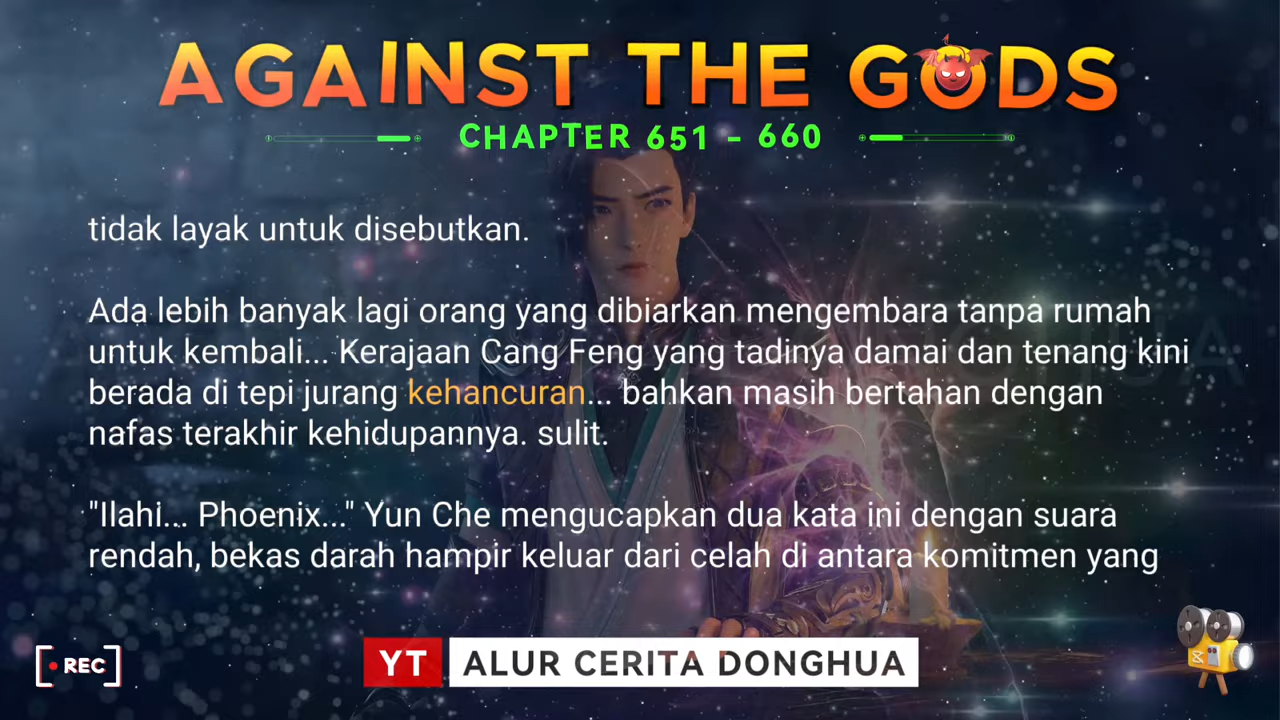 AGAINST THE GODS
CHAPTER 651 - 660
tidak layak untuk disebutkan.
Ada lebih banyak lagi orang yang dibiarkan mengembara tanpa rumah
untuk kembali... Kerajaan Cang Feng yang tadinya damai dan tenang kini
berada di tepi jurang kehancuran... bahkan masih bertahan dengan
nafas terakhir kehidupannya. sulit.
"Ilahi... Phoenix..." Yun Che mengucapkan dua kata ini dengan suara
rendah, bekas darah hampir keluar dari celah di antara komitmen yang
REC
YT ALUR CERITA DONGHUA